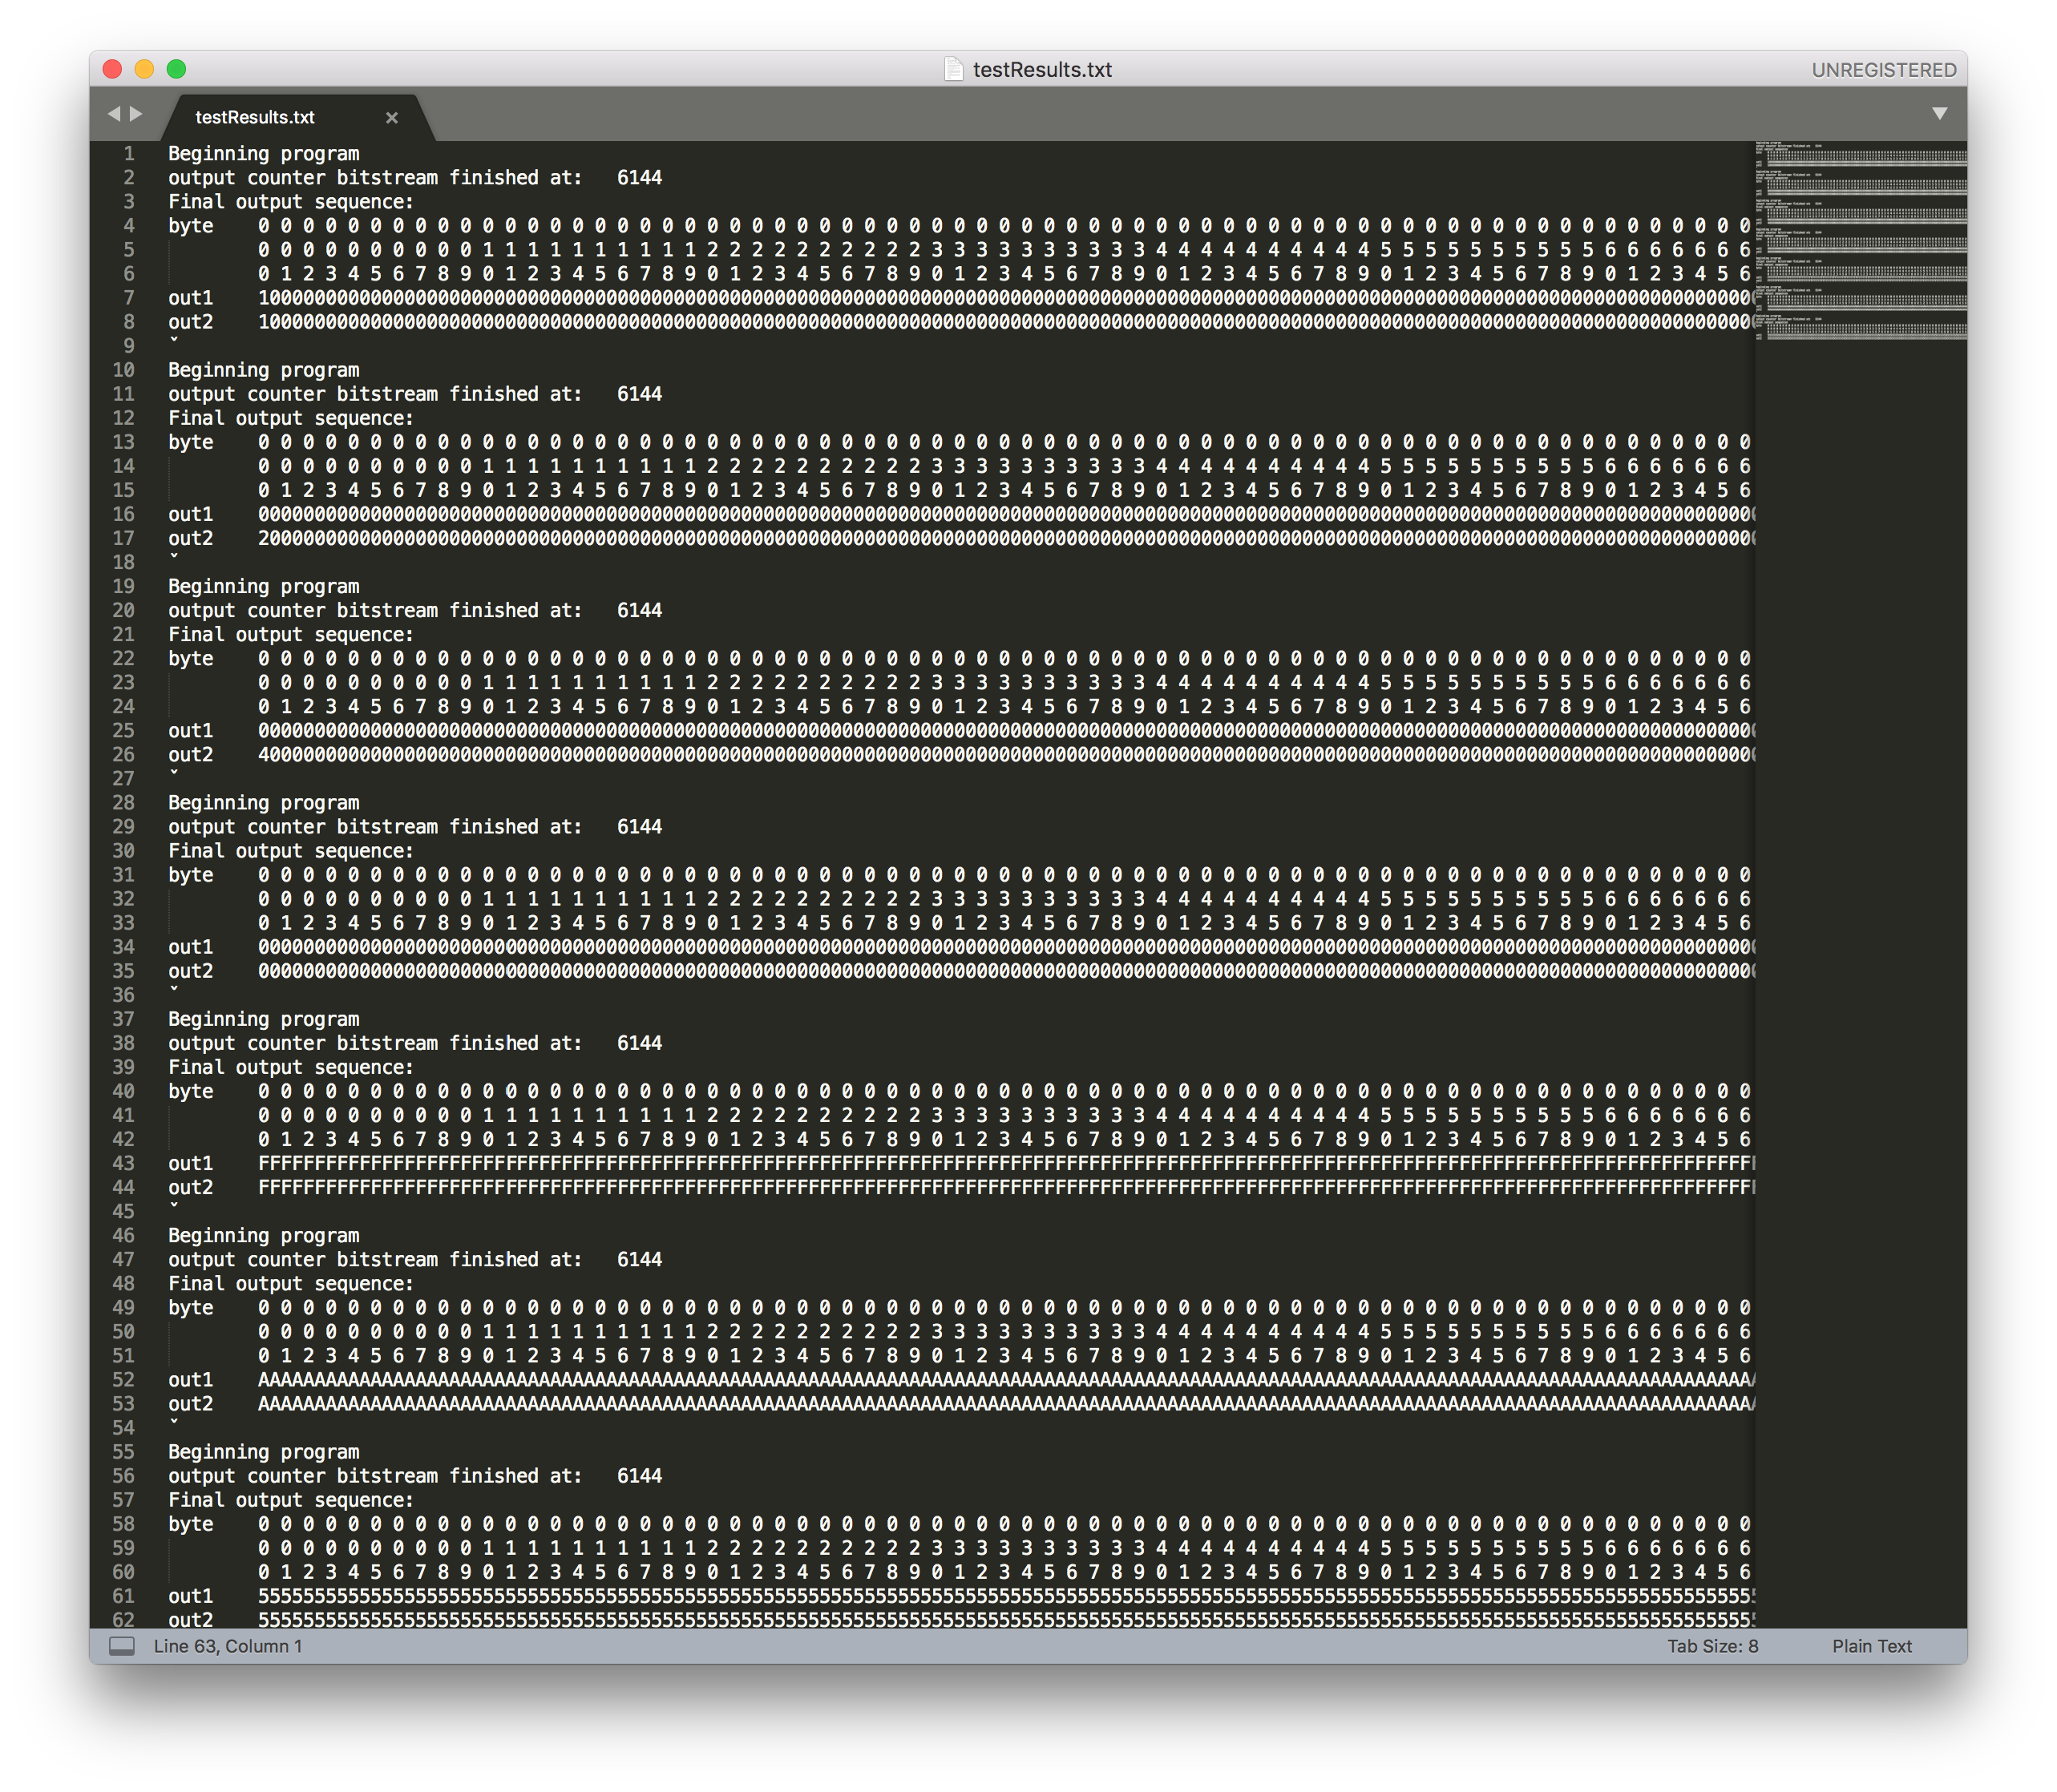 testResults.txt
UNREGISTERED
testResults.txt ×
1 Beginning program
2 output counter bitstream finished at: 6144
3 Final output sequence:
4 byte 0 0 0 0 0 0 0 0 0 0 0 0 0 0 0 0 0 0 0 0 0 0 0 0 0 0 0 0 0 0 0 0 0 0 0 0 0 0 0 0 0 0 0 0 0 0 0 0 0 0 0 0 0 0 0 0 0 0 0 0 0 0 0 0 0 0 0
5 0 0 0 0 0 0 0 0 0 0 1 1 1 1 1 1 1 1 1 1 2 2 2 2 2 2 2 2 2 2 3 3 3 3 3 3 3 3 3 3 4 4 4 4 4 4 4 4 4 4 5 5 5 5 5 5 5 5 5 5 6 6 6 6 6 6 6
6 0 1 2 3 4 5 6 7 8 9 0 1 2 3 4 5 6 7 8 9 0 1 2 3 4 5 6 7 8 9 0 1 2 3 4 5 6 7 8 9 0 1 2 3 4 5 6 7 8 9 0 1 2 3 4 5 6 7 8 9 0 1 2 3 4 5 6
7 out1 10000000000000000000000000000000000000000000000000000000000000000000000000000000000000000000000000000000000000000000000000000000000000
8 out2 10000000000000000000000000000000000000000000000000000000000000000000000000000000000000000000000000000000000000000000000000000000000000
9 ˇ
10 Beginning program
11 output counter bitstream finished at: 6144
12 Final output sequence:
13 byte 0 0 0 0 0 0 0 0 0 0 0 0 0 0 0 0 0 0 0 0 0 0 0 0 0 0 0 0 0 0 0 0 0 0 0 0 0 0 0 0 0 0 0 0 0 0 0 0 0 0 0 0 0 0 0 0 0 0 0 0 0 0 0 0 0 0 0
14 0 0 0 0 0 0 0 0 0 0 1 1 1 1 1 1 1 1 1 1 2 2 2 2 2 2 2 2 2 2 3 3 3 3 3 3 3 3 3 3 4 4 4 4 4 4 4 4 4 4 5 5 5 5 5 5 5 5 5 5 6 6 6 6 6 6 6
15 0 1 2 3 4 5 6 7 8 9 0 1 2 3 4 5 6 7 8 9 0 1 2 3 4 5 6 7 8 9 0 1 2 3 4 5 6 7 8 9 0 1 2 3 4 5 6 7 8 9 0 1 2 3 4 5 6 7 8 9 0 1 2 3 4 5 6
16 out1 00000000000000000000000000000000000000000000000000000000000000000000000000000000000000000000000000000000000000000000000000000000000000
17 out2 20000000000000000000000000000000000000000000000000000000000000000000000000000000000000000000000000000000000000000000000000000000000000
18 ˇ
19 Beginning program
20 output counter bitstream finished at: 6144
21 Final output sequence:
22 byte 0 0 0 0 0 0 0 0 0 0 0 0 0 0 0 0 0 0 0 0 0 0 0 0 0 0 0 0 0 0 0 0 0 0 0 0 0 0 0 0 0 0 0 0 0 0 0 0 0 0 0 0 0 0 0 0 0 0 0 0 0 0 0 0 0 0 0
23 0 0 0 0 0 0 0 0 0 0 1 1 1 1 1 1 1 1 1 1 2 2 2 2 2 2 2 2 2 2 3 3 3 3 3 3 3 3 3 3 4 4 4 4 4 4 4 4 4 4 5 5 5 5 5 5 5 5 5 5 6 6 6 6 6 6 6
24 0 1 2 3 4 5 6 7 8 9 0 1 2 3 4 5 6 7 8 9 0 1 2 3 4 5 6 7 8 9 0 1 2 3 4 5 6 7 8 9 0 1 2 3 4 5 6 7 8 9 0 1 2 3 4 5 6 7 8 9 0 1 2 3 4 5 6
25 out1 00000000000000000000000000000000000000000000000000000000000000000000000000000000000000000000000000000000000000000000000000000000000000
26 out2 40000000000000000000000000000000000000000000000000000000000000000000000000000000000000000000000000000000000000000000000000000000000000
27 ˇ
28 Beginning program
29 output counter bitstream finished at: 6144
30 Final output sequence:
31 byte 0 0 0 0 0 0 0 0 0 0 0 0 0 0 0 0 0 0 0 0 0 0 0 0 0 0 0 0 0 0 0 0 0 0 0 0 0 0 0 0 0 0 0 0 0 0 0 0 0 0 0 0 0 0 0 0 0 0 0 0 0 0 0 0 0 0 0
32 0 0 0 0 0 0 0 0 0 0 1 1 1 1 1 1 1 1 1 1 2 2 2 2 2 2 2 2 2 2 3 3 3 3 3 3 3 3 3 3 4 4 4 4 4 4 4 4 4 4 5 5 5 5 5 5 5 5 5 5 6 6 6 6 6 6 6
33 0 1 2 3 4 5 6 7 8 9 0 1 2 3 4 5 6 7 8 9 0 1 2 3 4 5 6 7 8 9 0 1 2 3 4 5 6 7 8 9 0 1 2 3 4 5 6 7 8 9 0 1 2 3 4 5 6 7 8 9 0 1 2 3 4 5 6
34 out1 00000000000000000000000000000000000000000000000000000000000000000000000000000000000000000000000000000000000000000000000000000000000000
35 out2 00000000000000000000000000000000000000000000000000000000000000000000000000000000000000000000000000000000000000000000000000000000000000
36 ˇ
37 Beginning program
38 output counter bitstream finished at: 6144
39 Final output sequence:
40 byte 0 0 0 0 0 0 0 0 0 0 0 0 0 0 0 0 0 0 0 0 0 0 0 0 0 0 0 0 0 0 0 0 0 0 0 0 0 0 0 0 0 0 0 0 0 0 0 0 0 0 0 0 0 0 0 0 0 0 0 0 0 0 0 0 0 0 0
41 0 0 0 0 0 0 0 0 0 0 1 1 1 1 1 1 1 1 1 1 2 2 2 2 2 2 2 2 2 2 3 3 3 3 3 3 3 3 3 3 4 4 4 4 4 4 4 4 4 4 5 5 5 5 5 5 5 5 5 5 6 6 6 6 6 6 6
42 0 1 2 3 4 5 6 7 8 9 0 1 2 3 4 5 6 7 8 9 0 1 2 3 4 5 6 7 8 9 0 1 2 3 4 5 6 7 8 9 0 1 2 3 4 5 6 7 8 9 0 1 2 3 4 5 6 7 8 9 0 1 2 3 4 5 6
43 out1 FFFFFFFFFFFFFFFFFFFFFFFFFFFFFFFFFFFFFFFFFFFFFFFFFFFFFFFFFFFFFFFFFFFFFFFFFFFFFFFFFFFFFFFFFFFFFFFFFFFFFFFFFFFFFFFFFFFFFFFFFFFFFFFFFFFFFF
44 out2 FFFFFFFFFFFFFFFFFFFFFFFFFFFFFFFFFFFFFFFFFFFFFFFFFFFFFFFFFFFFFFFFFFFFFFFFFFFFFFFFFFFFFFFFFFFFFFFFFFFFFFFFFFFFFFFFFFFFFFFFFFFFFFFFFFFFFF
45 ˇ
46 Beginning program
47 output counter bitstream finished at: 6144
48 Final output sequence:
49 byte 0 0 0 0 0 0 0 0 0 0 0 0 0 0 0 0 0 0 0 0 0 0 0 0 0 0 0 0 0 0 0 0 0 0 0 0 0 0 0 0 0 0 0 0 0 0 0 0 0 0 0 0 0 0 0 0 0 0 0 0 0 0 0 0 0 0 0
50 0 0 0 0 0 0 0 0 0 0 1 1 1 1 1 1 1 1 1 1 2 2 2 2 2 2 2 2 2 2 3 3 3 3 3 3 3 3 3 3 4 4 4 4 4 4 4 4 4 4 5 5 5 5 5 5 5 5 5 5 6 6 6 6 6 6 6
51 0 1 2 3 4 5 6 7 8 9 0 1 2 3 4 5 6 7 8 9 0 1 2 3 4 5 6 7 8 9 0 1 2 3 4 5 6 7 8 9 0 1 2 3 4 5 6 7 8 9 0 1 2 3 4 5 6 7 8 9 0 1 2 3 4 5 6
52 out1 AAAAAAAAAAAAAAAAAAAAAAAAAAAAAAAAAAAAAAAAAAAAAAAAAAAAAAAAAAAAAAAAAAAAAAAAAAAAAAAAAAAAAAAAAAAAAAAAAAAAAAAAAAAAAAAAAAAAAAAAAAAAAAAAAAAAAA
53 out2 AAAAAAAAAAAAAAAAAAAAAAAAAAAAAAAAAAAAAAAAAAAAAAAAAAAAAAAAAAAAAAAAAAAAAAAAAAAAAAAAAAAAAAAAAAAAAAAAAAAAAAAAAAAAAAAAAAAAAAAAAAAAAAAAAAAAAA
54 ˇ
55 Beginning program
56 output counter bitstream finished at: 6144
57 Final output sequence:
58 byte 0 0 0 0 0 0 0 0 0 0 0 0 0 0 0 0 0 0 0 0 0 0 0 0 0 0 0 0 0 0 0 0 0 0 0 0 0 0 0 0 0 0 0 0 0 0 0 0 0 0 0 0 0 0 0 0 0 0 0 0 0 0 0 0 0 0 0
59 0 0 0 0 0 0 0 0 0 0 1 1 1 1 1 1 1 1 1 1 2 2 2 2 2 2 2 2 2 2 3 3 3 3 3 3 3 3 3 3 4 4 4 4 4 4 4 4 4 4 5 5 5 5 5 5 5 5 5 5 6 6 6 6 6 6 6
60 0 1 2 3 4 5 6 7 8 9 0 1 2 3 4 5 6 7 8 9 0 1 2 3 4 5 6 7 8 9 0 1 2 3 4 5 6 7 8 9 0 1 2 3 4 5 6 7 8 9 0 1 2 3 4 5 6 7 8 9 0 1 2 3 4 5 6
61 out1 55555555555555555555555555555555555555555555555555555555555555555555555555555555555555555555555555555555555555555555555555555555555555
62 out2 55555555555555555555555555555555555555555555555555555555555555555555555555555555555555555555555555555555555555555555555555555555555555
Line 63, Column 1
Tab Size: 8
Plain Text